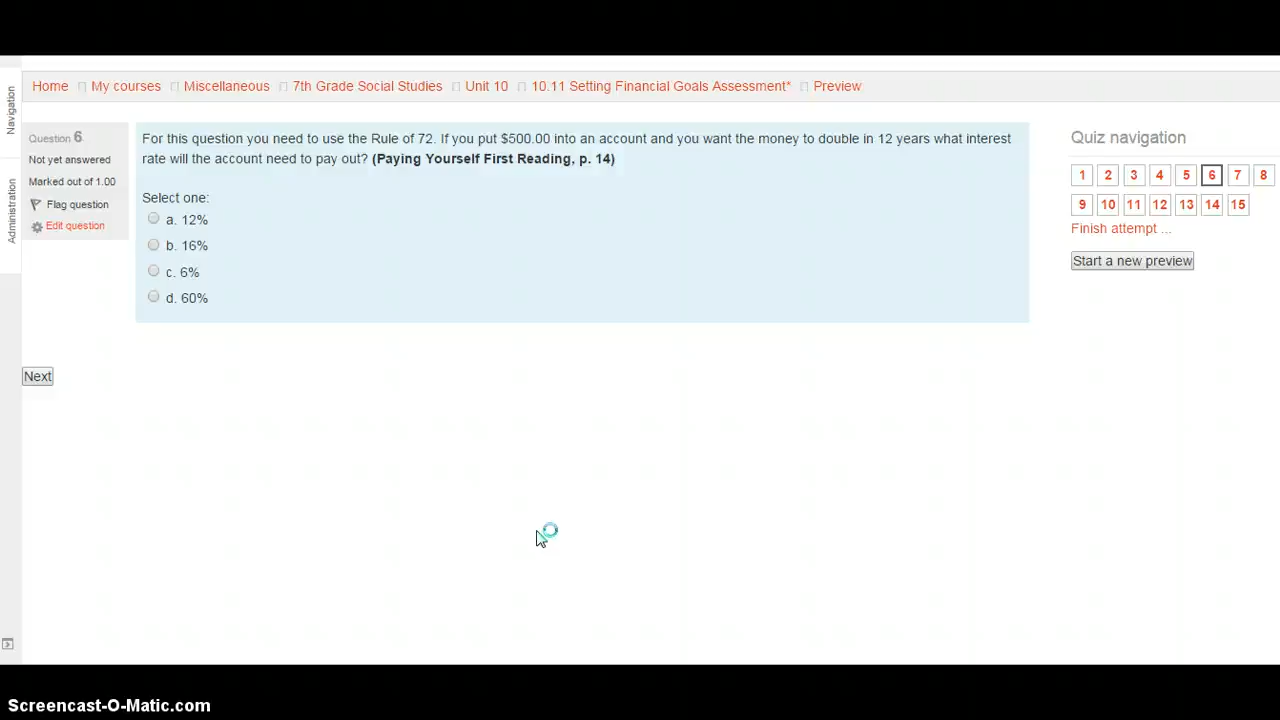 Home My courses Miscellaneous 7th Grade Social Studies Unit 10 10.11 Setting Financial Goals Assessment* Preview
Navigation
Administration
Question 6
Not yet answered
Marked out of 1.00
Flag question
Edit question
For this question you need to use the Rule of 72. If you put $500.00 into an account and you want the money to double in 12 years what interest
rate will the account need to pay out? (Paying Yourself First Reading, p. 14)
Select one:
a. 12%
b. 16%
c. 6%
d. 60%
Next
Quiz navigation
1 2 3 4 5 6 7 8
9 10 11 12 13 14 15
Finish attempt ...
Start a new preview
Screencast-O-Matic.com